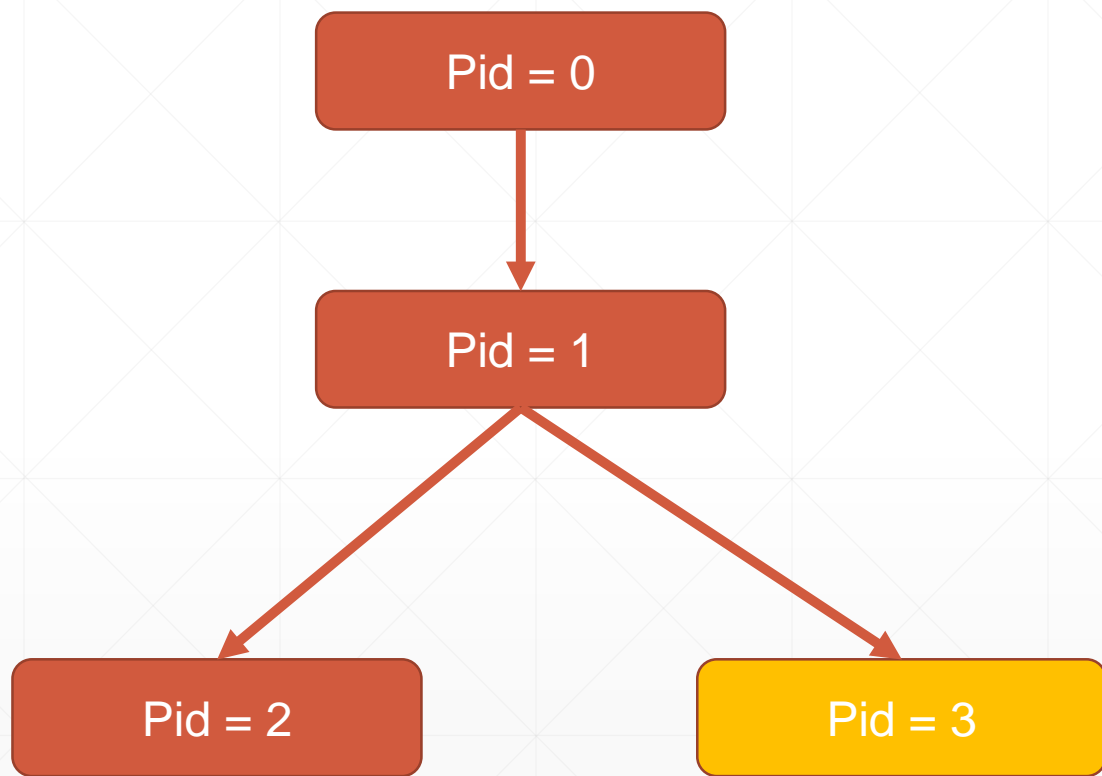 Pid = 0
Pid = 1
Pid = 2
Pid = 3